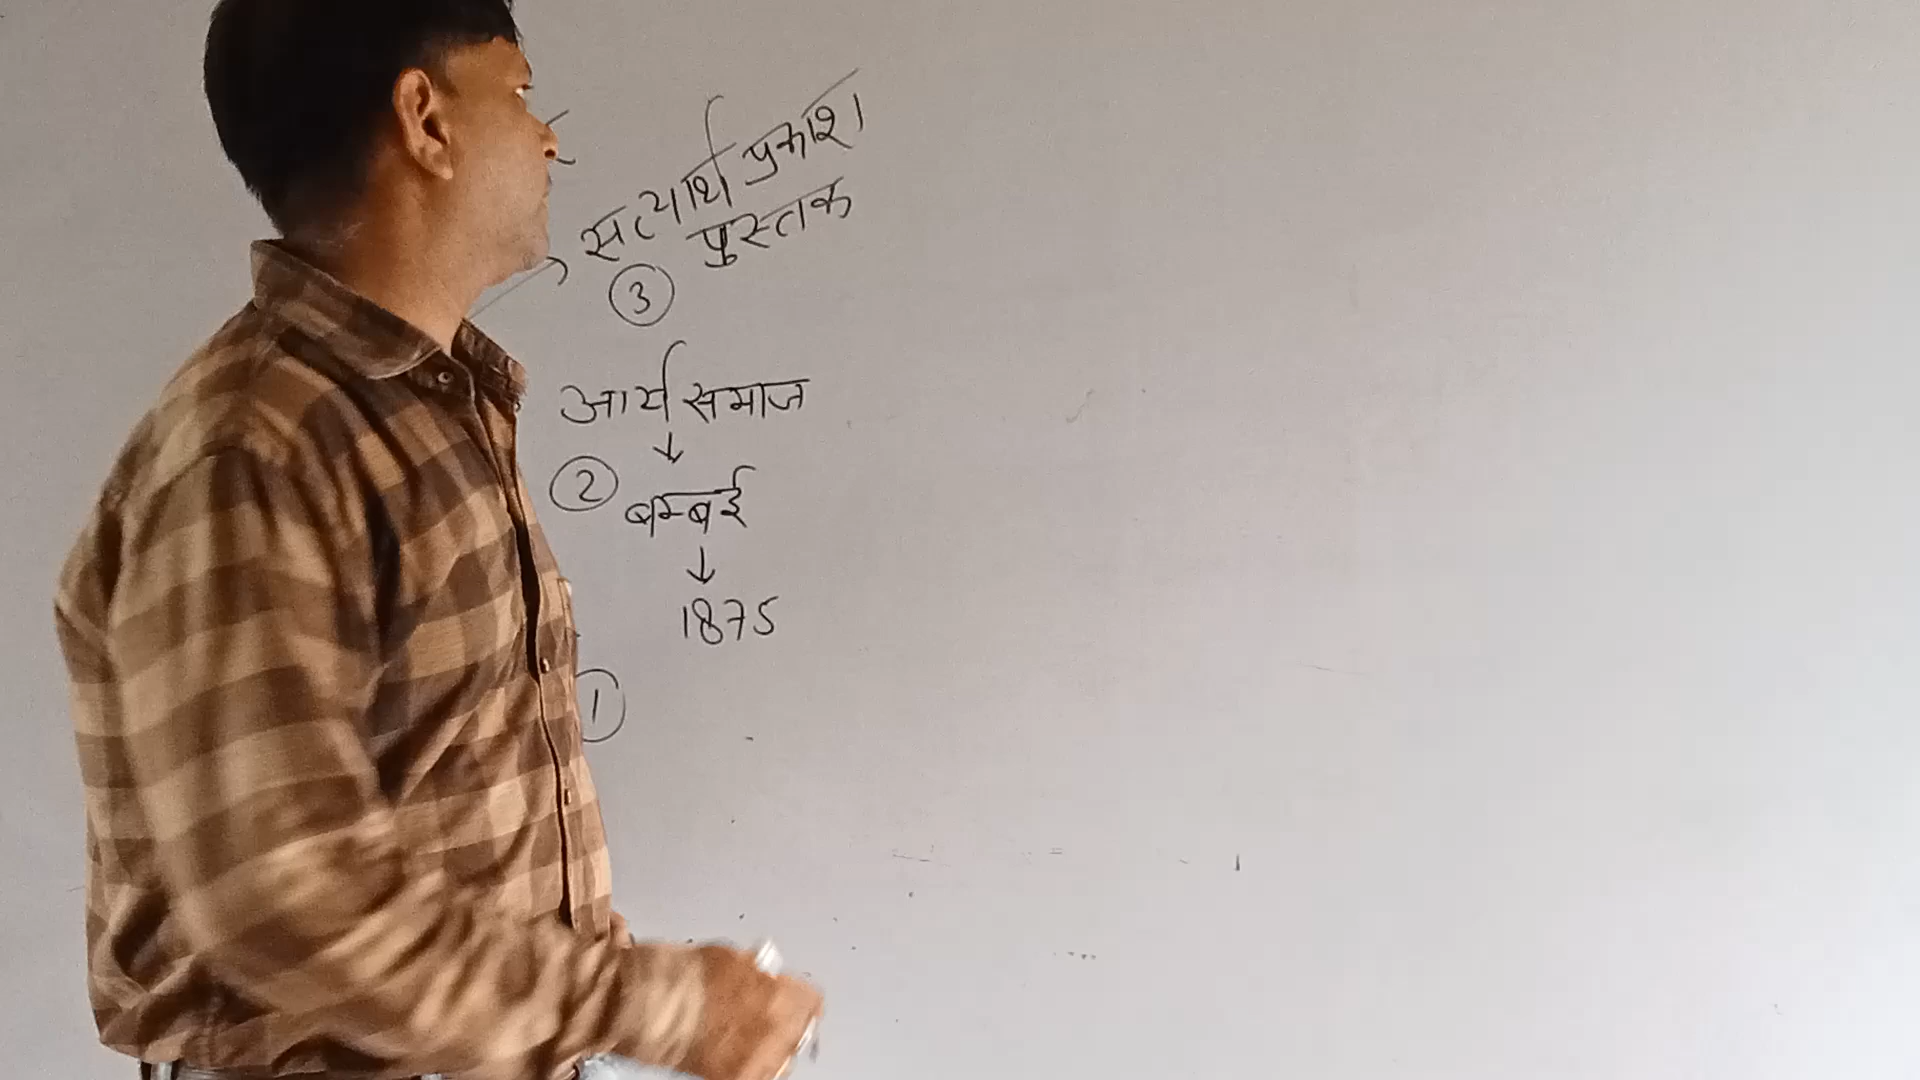 सत्यार्थ प्रकाश
पुस्तक
3
आर्य समाज
↓
2
बम्बई
↓
1875
1